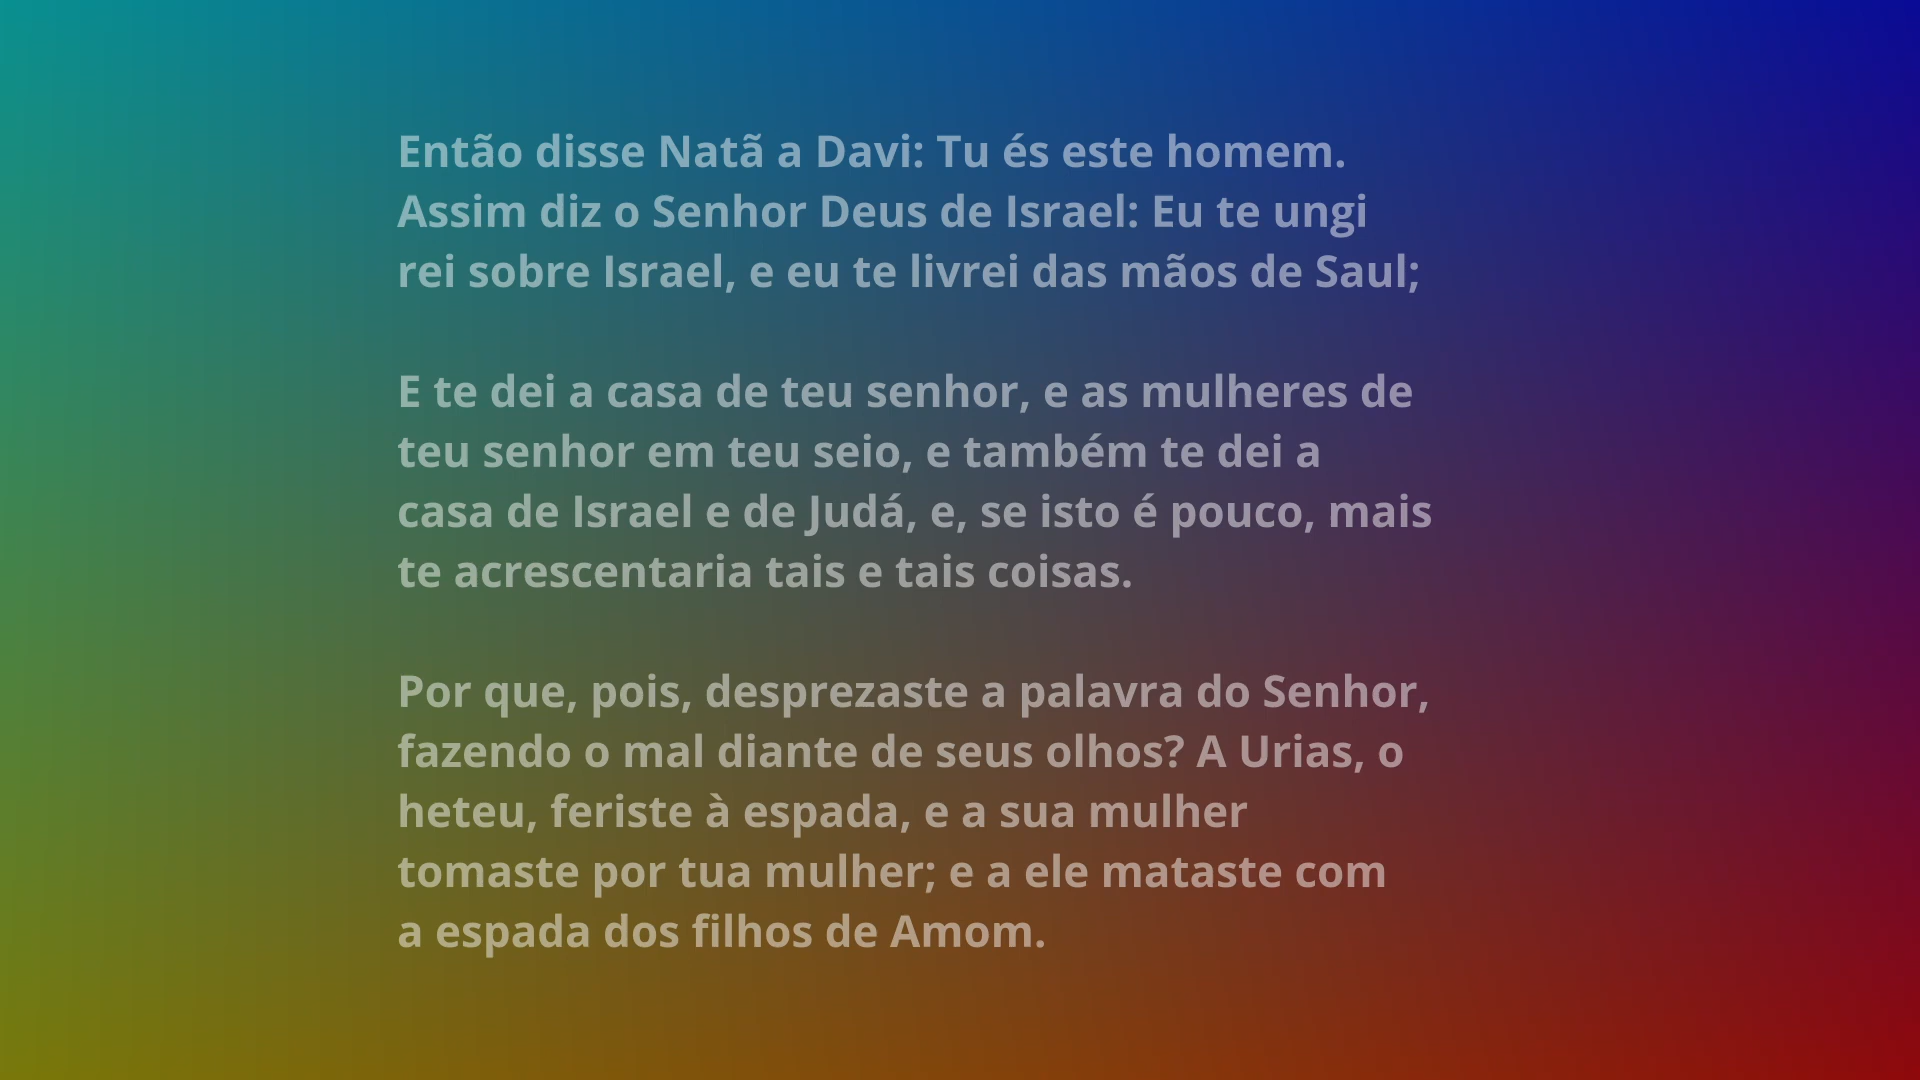 Então disse Natã a Davi: Tu és este homem.
Assim diz o Senhor Deus de Israel: Eu te ungi
rei sobre Israel, e eu te livrei das mãos de Saul;
E te dei a casa de teu senhor, e as mulheres de
teu senhor em teu seio, e também te dei a
casa de Israel e de Judá, e, se isto é pouco, mais
te acrescentaria tais e tais coisas.
Por que, pois, desprezaste a palavra do Senhor,
fazendo o mal diante de seus olhos? A Urias, o
heteu, feriste à espada, e a sua mulher
tomaste por tua mulher; e a ele mataste com
a espada dos filhos de Amom.